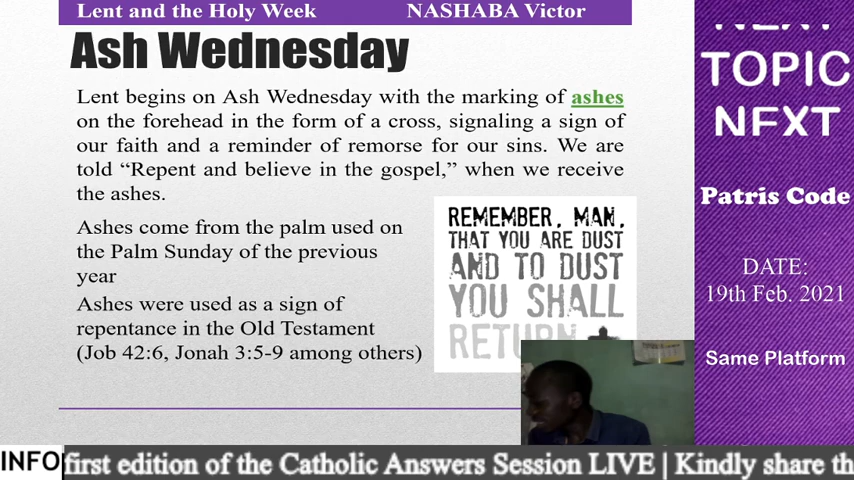 Lent and the Holy Week NASHABA Victor
Ash Wednesday
Lent begins on Ash Wednesday with the marking of ashes
on the forehead in the form of a cross, signaling a sign of
our faith and a reminder of remorse for our sins. We are
told “Repent and believe in the gospel,” when we receive
the ashes.
Ashes come from the palm used on
the Palm Sunday of the previous
year
Ashes were used as a sign of
repentance in the Old Testament
(Job 42:6, Jonah 3:5-9 among others)
REMEMBER, MAN,
THAT YOU ARE DUST
AND TO DUST
YOU SHALL
RETURN
TOPIC
NEXT
Patris Code
DATE:
19th Feb, 2021
Same Platform
INFO first edition of the Catholic Answers Session LIVE | Kindly share th